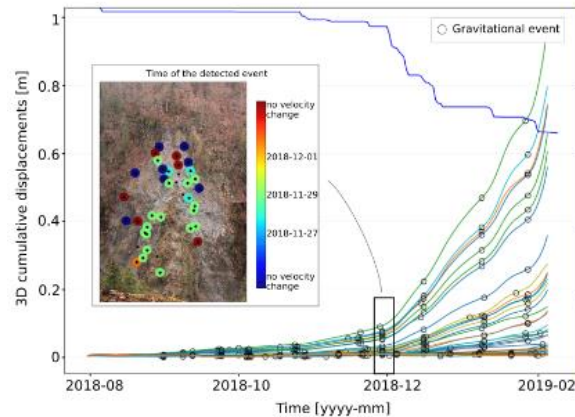 1
Gravitational event
Time of the detected event
no velocity
change
2018-12-01
2018-11-29
2018-11-27
no velocity
change
0.8
0.6
0.4
0.2
0
3D cumulative displacements [m]
2018-08
2018-10
2018-12
2019-02
Time [yyyy-mm]